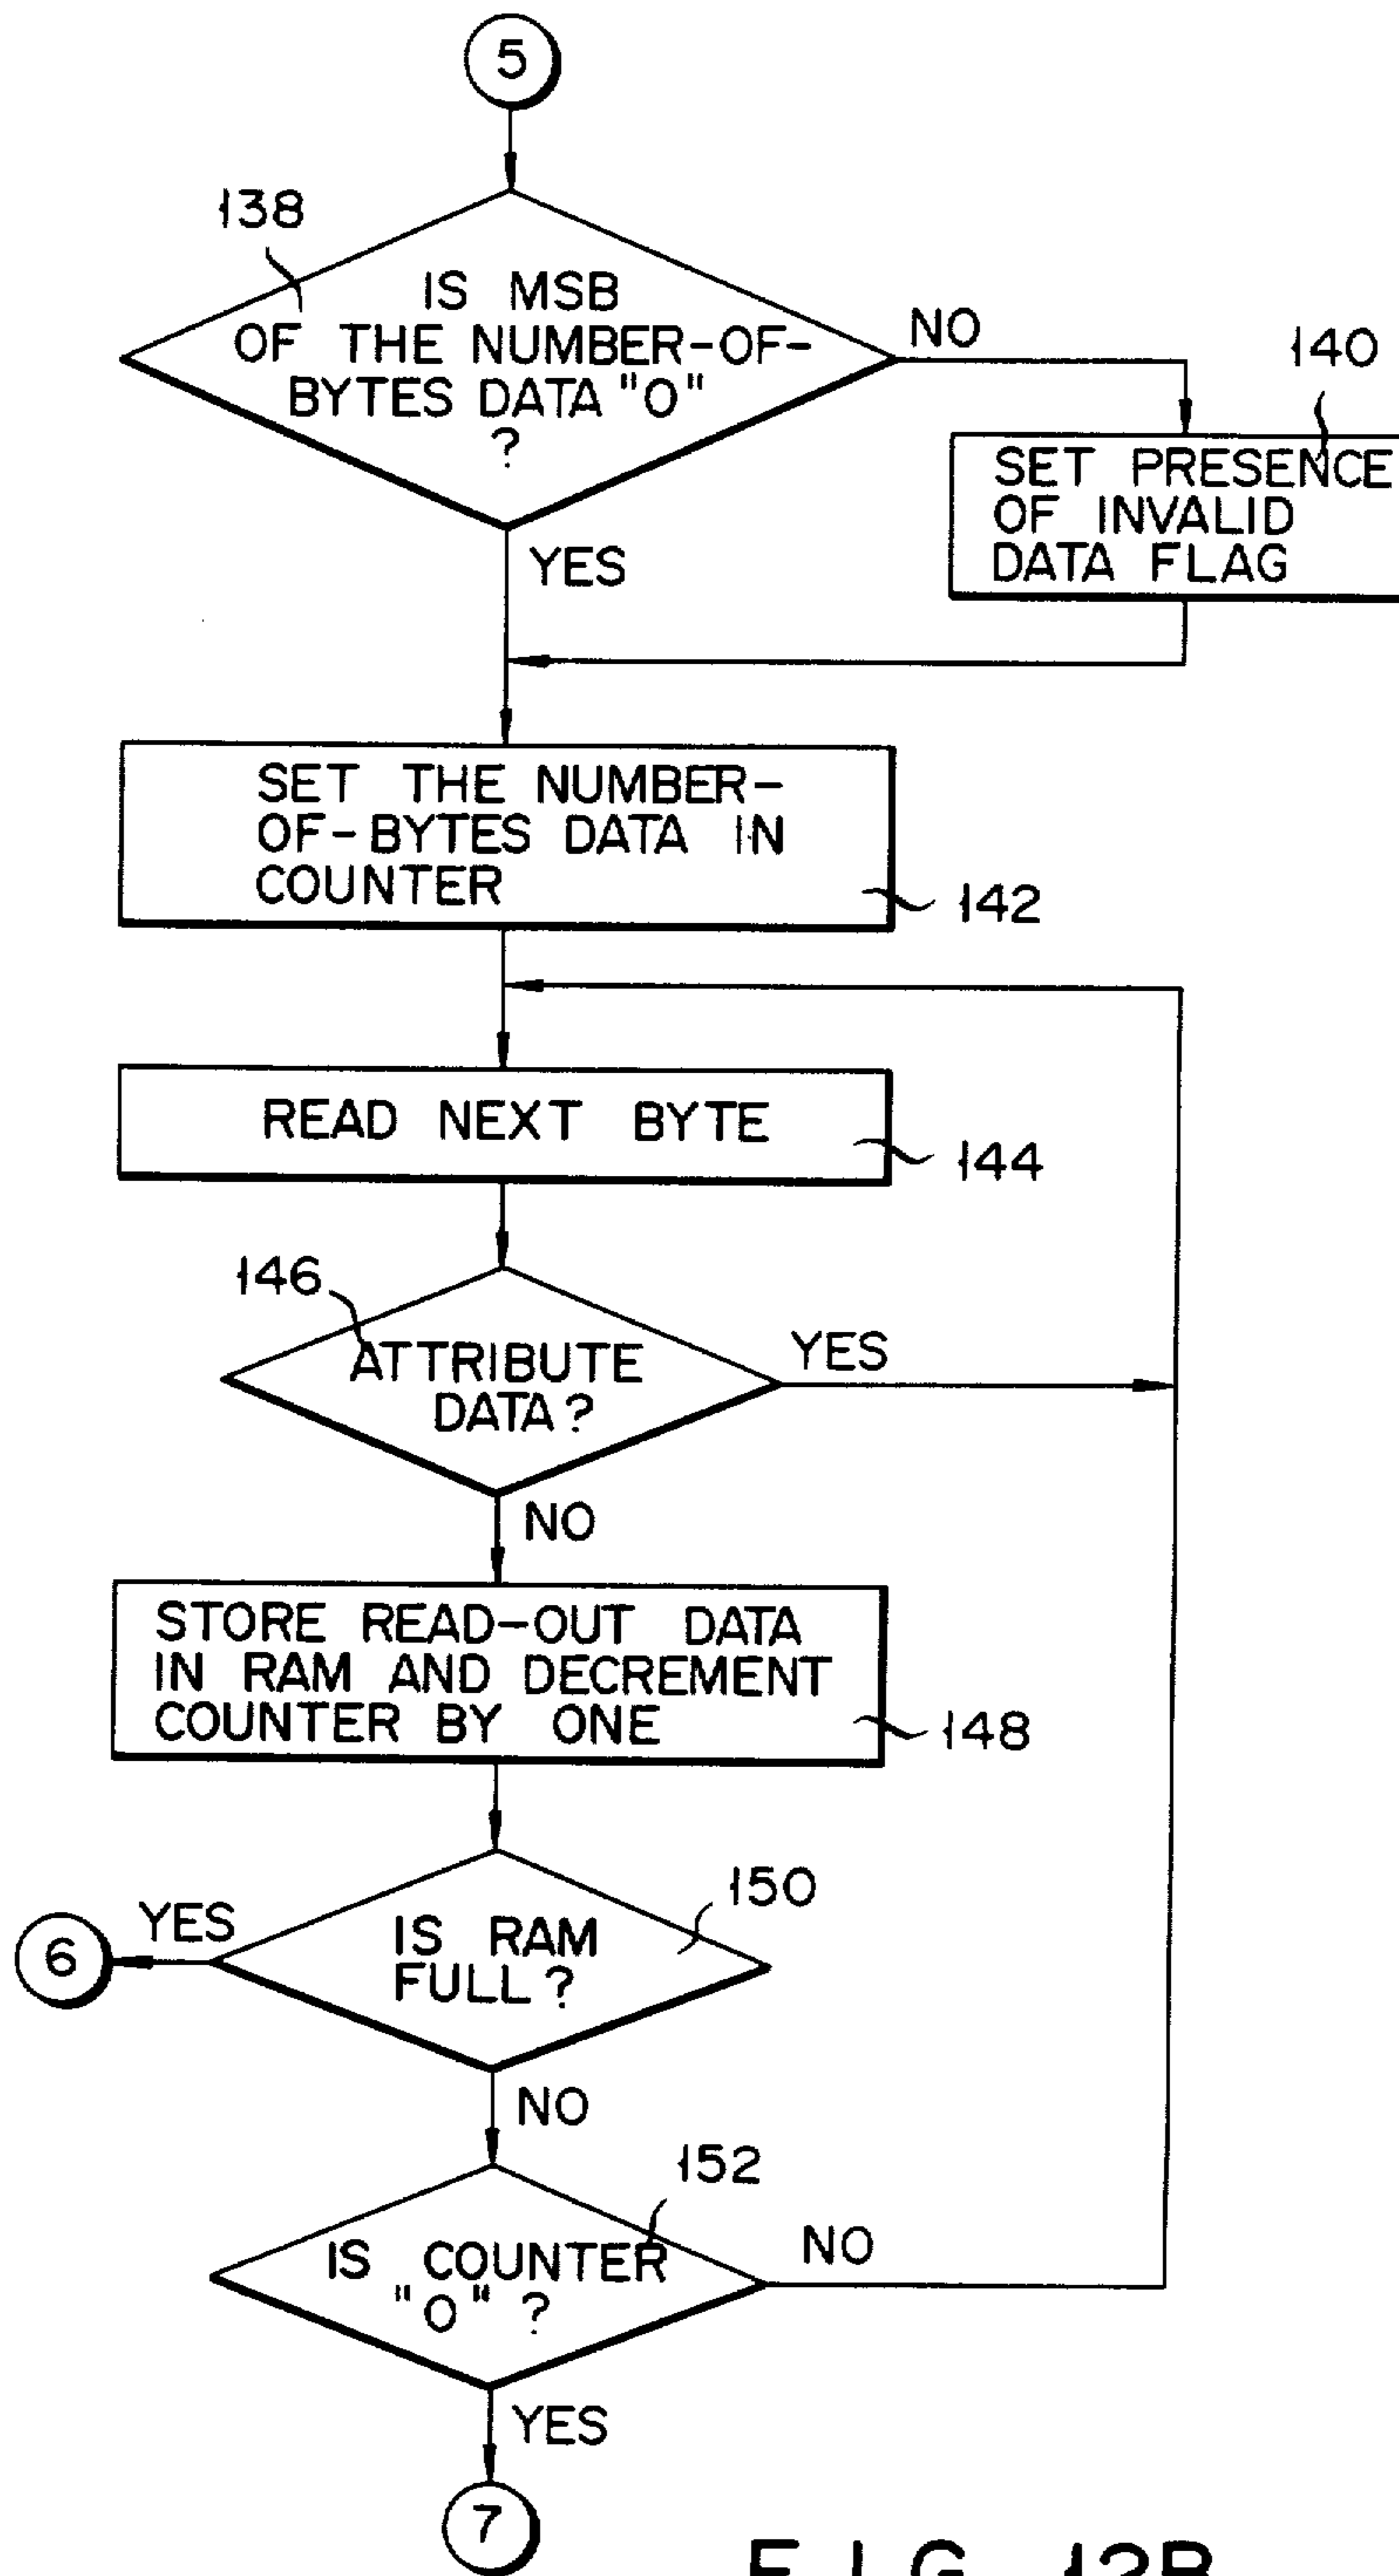 5
138
IS MSB
OF THE NUMBER-OF-
BYTES DATA "0"
?
NO
140
SET PRESENCE
OF INVALID
DATA FLAG
YES
SET THE NUMBER-
OF-BYTES DATA IN
COUNTER
142
READ NEXT BYTE
144
146
ATTRIBUTE
DATA?
YES
NO
STORE READ-OUT DATA
IN RAM AND DECREMENT
COUNTER BY ONE
148
150
YES
6
IS RAM
FULL?
NO
152
IS COUNTER
"0" ?
NO
YES
7
FIG. 12B